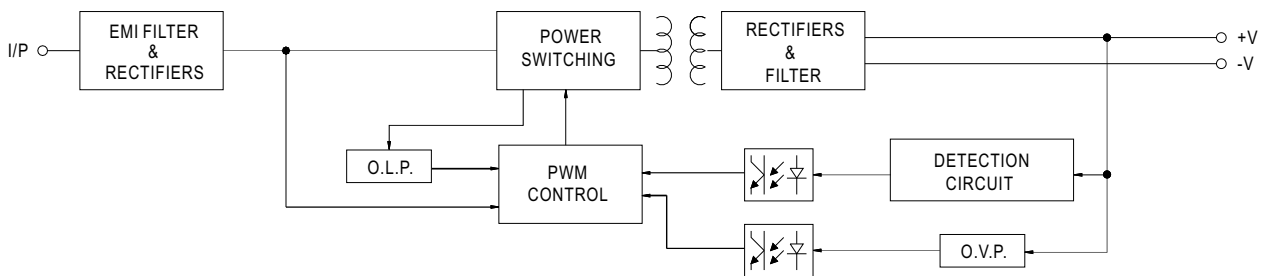 I/P
EMI FILTER
&
RECTIFIERS
POWER
SWITCHING
RECTIFIERS
&
FILTER
+V
-V
O.L.P.
PWM
CONTROL
DETECTION
CIRCUIT
O.V.P.